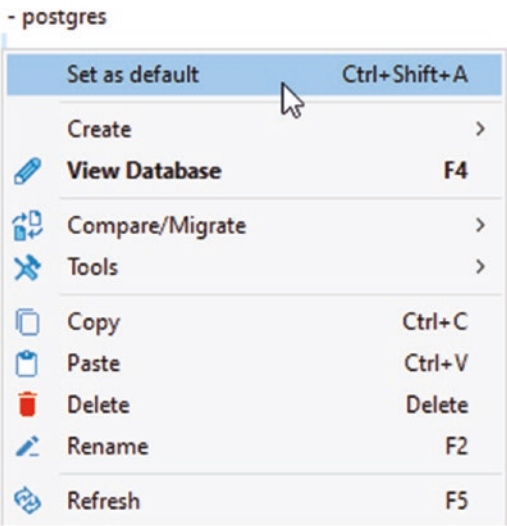 - postgres
Set as default Ctrl+Shift+A
Create >
View Database F4
Compare/Migrate >
Tools >
Copy Ctrl+C
Paste Ctrl+V
Delete Delete
Rename F2
Refresh F5